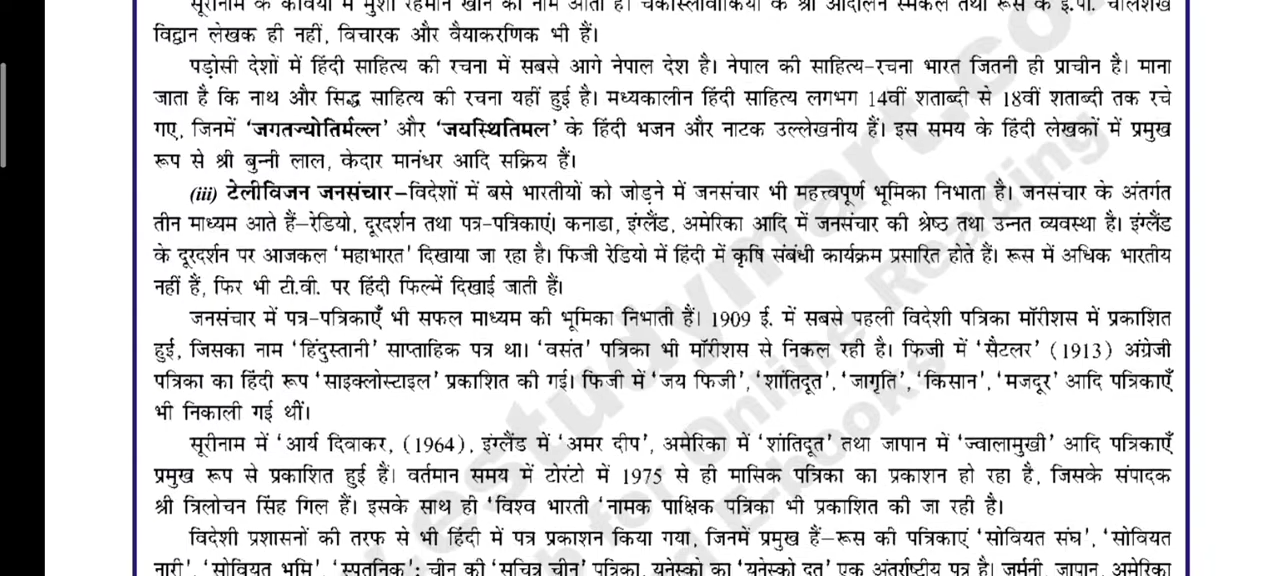 सूरीनाम के कवियों में मुंशी रहमान खान का नाम आता है। चेकोस्लोवाकिया के श्री ओदोलेन स्मेकल तथा रूस के इ.पी. चेलिशेव
विद्वान लेखक ही नहीं, विचारक और वैयाकरणिक भी हैं।
पड़ोसी देशों में हिंदी साहित्य की रचना में सबसे आगे नेपाल देश है। नेपाल की साहित्य-रचना भारत जितनी ही प्राचीन है। माना
जाता है कि नाथ और सिद्ध साहित्य की रचना यहीं हुई है। मध्यकालीन हिंदी साहित्य लगभग 14वीं शताब्दी से 18वीं शताब्दी तक रचे
गए, जिनमें ‘जगतज्योतिर्मल्ल’ और ‘जयस्थितिमल’ के हिंदी भजन और नाटक उल्लेखनीय हैं। इस समय के हिंदी लेखकों में प्रमुख
रूप से श्री बुन्नी लाल, केदार मानंधर आदि सक्रिय हैं।
(iii) टेलीविजन जनसंचार–विदेशों में बसे भारतीयों को जोड़ने में जनसंचार भी महत्त्वपूर्ण भूमिका निभाता है। जनसंचार के अंतर्गत
तीन माध्यम आते हैं–रेडियो, दूरदर्शन तथा पत्र-पत्रिकाएं। कनाडा, इंग्लैंड, अमेरिका आदि में जनसंचार की श्रेष्ठ तथा उन्नत व्यवस्था है। इंग्लैंड
के दूरदर्शन पर आजकल ‘महाभारत’ दिखाया जा रहा है। फिजी रेडियो में हिंदी में कृषि संबंधी कार्यक्रम प्रसारित होते हैं। रूस में अधिक भारतीय
नहीं हैं, फिर भी टी.वी. पर हिंदी फिल्में दिखाई जाती हैं।
जनसंचार में पत्र-पत्रिकाएँ भी सफल माध्यम की भूमिका निभाती हैं। 1909 ई. में सबसे पहली विदेशी पत्रिका मॉरीशस में प्रकाशित
हुई, जिसका नाम ‘हिंदुस्तानी’ साप्ताहिक पत्र था। ‘वसंत’ पत्रिका भी मॉरीशस से निकल रही है। फिजी में ‘सैटलर’ (1913) अंग्रेजी
पत्रिका का हिंदी रूप ‘साइक्लोस्टाइल’ प्रकाशित की गई। फिजी में ‘जय फिजी’, ‘शांतिदूत’, ‘जागृति’, ‘किसान’, ‘मजदूर’ आदि पत्रिकाएँ
भी निकाली गई थीं।
सूरीनाम में ‘आर्य दिवाकर, (1964), इंग्लैंड में ‘अमर दीप’, अमेरिका में ‘शांतिदूत’ तथा जापान में ‘ज्वालामुखी’ आदि पत्रिकाएँ
प्रमुख रूप से प्रकाशित हुई हैं। वर्तमान समय में टोरंटो में 1975 से ही मासिक पत्रिका का प्रकाशन हो रहा है, जिसके संपादक
श्री त्रिलोचन सिंह गिल हैं। इसके साथ ही ‘विश्व भारती ‘नामक पाक्षिक पत्रिका भी प्रकाशित की जा रही है।
विदेशी प्रशासनों की तरफ से भी हिंदी में पत्र प्रकाशन किया गया, जिनमें प्रमुख हैं–रूस की पत्रिकाएं ‘सोवियत संघ’, ‘सोवियत
नारी’, ‘सोवियत भूमि’, ‘स्पुतनिक’; चीन की ‘सचित्र चीन’ पत्रिका, यूनेस्को का ‘यूनेस्को दूत’ एक अंतर्राष्ट्रीय पत्र है। जर्मनी, जापान, अमेरिका